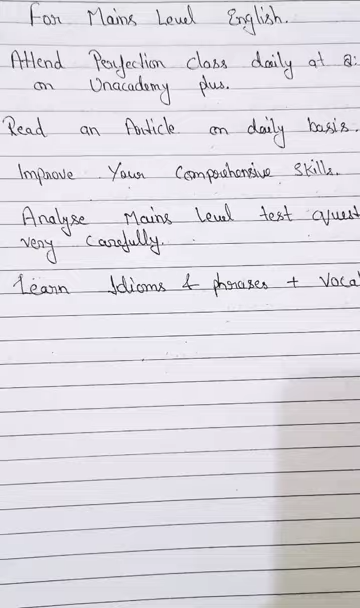 For Mains Level English.
Attend Perfection class daily at 2:
on Unacademy plus.
Read an Article on daily basis.
Improve Your Comprehensive skills.
Analyse Mains level test quest
very carefully.
Learn Idioms & phrases + Voca